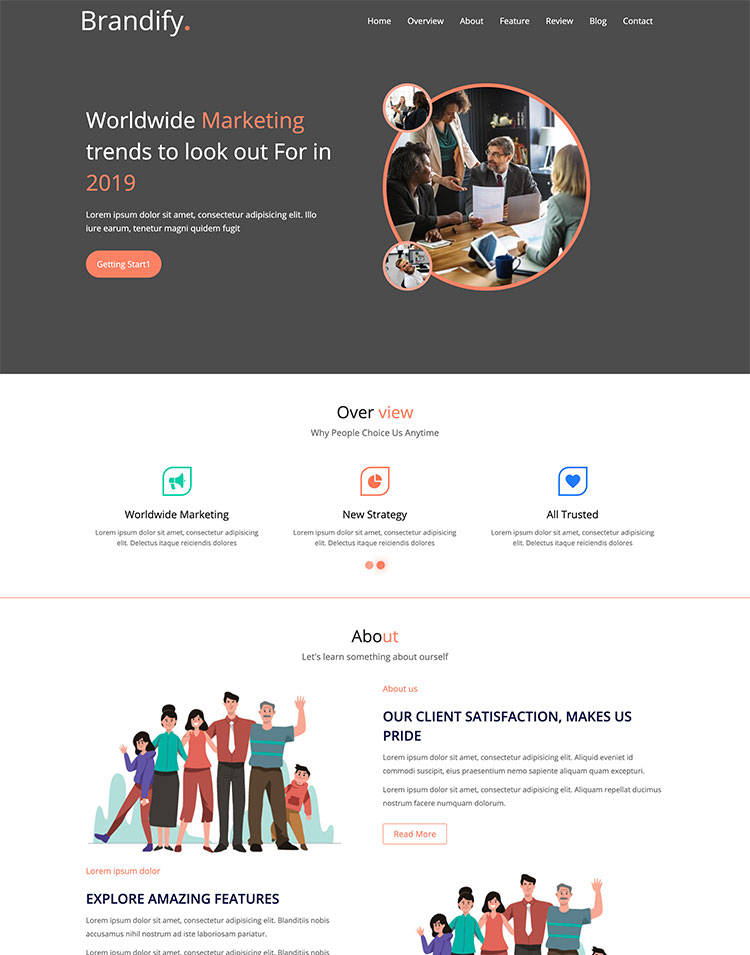 Brandify.
Home Overview About Feature Review Blog Contact
Worldwide Marketing
trends to look out For in
2019
Lorem ipsum dolor sit amet, consectetur adipisicing elit. Illo
iure earum, tenetur magni quidem fugit
Getting Start1
Over view
Why People Choice Us Anytime
Worldwide Marketing
Lorem ipsum dolor sit amet, consectetur adipisicing
elit. Delectus itaque reiciendis dolores
New Strategy
Lorem ipsum dolor sit amet, consectetur adipisicing
elit. Delectus itaque reiciendis dolores
All Trusted
Lorem ipsum dolor sit amet, consectetur adipisicing
elit. Delectus itaque reiciendis dolores
About
Let's learn something about ourself
About us
OUR CLIENT SATISFACTION, MAKES US
PRIDE
Lorem ipsum dolor sit amet, consectetur adipisicing elit. Aliquid eveniet id
commodi suscipit, eius praesentium nemo sapiente aliquam quam excepturi.
Lorem ipsum dolor sit amet, consectetur adipisicing elit. Aliquam repellat ducimus
nostrum facere numquam dolorum.
Read More
Lorem ipsum dolor
EXPLORE AMAZING FEATURES
Lorem ipsum dolor sit amet, consectetur adipisicing elit. Blanditiis nobis
accusamus, nihil nostrum ad iste laboriosam pariatur.
Lorem ipsum dolor sit amet, consectetur adipisicing elit. Blanditiis nobis